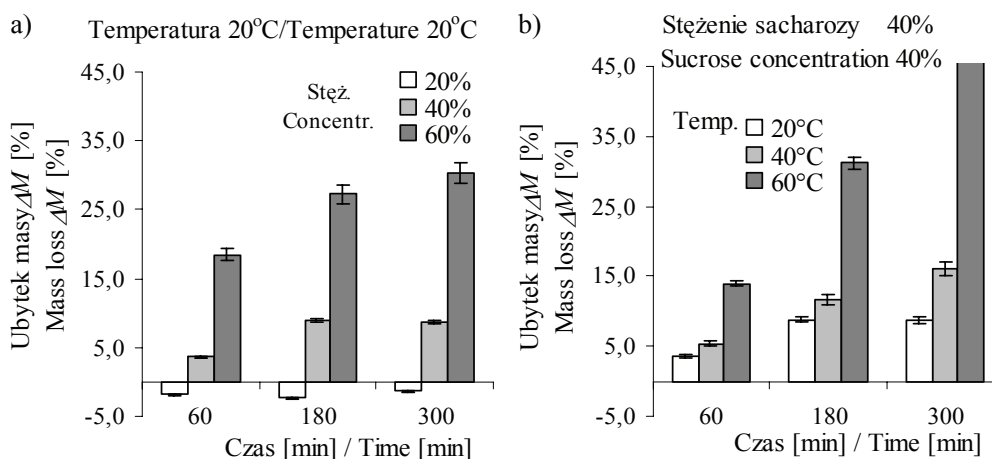 a) Temperatura 20°C/Temperature 20°C
Ubytek masy ΔM [%]
Mass loss ΔM [%]
45,0
35,0
25,0
15,0
5,0
-5,0
Stęż.
Concentr.
20%
40%
60%
60 180 300
Czas [min] / Time [min]
b) Stężenie sacharozy 40%
Sucrose concentration 40%
Ubytek masy ΔM [%]
Mass loss ΔM [%]
45,0
35,0
25,0
15,0
5,0
-5,0
Temp.
20°C
40°C
60°C
60 180 300
Czas [min] / Time [min]